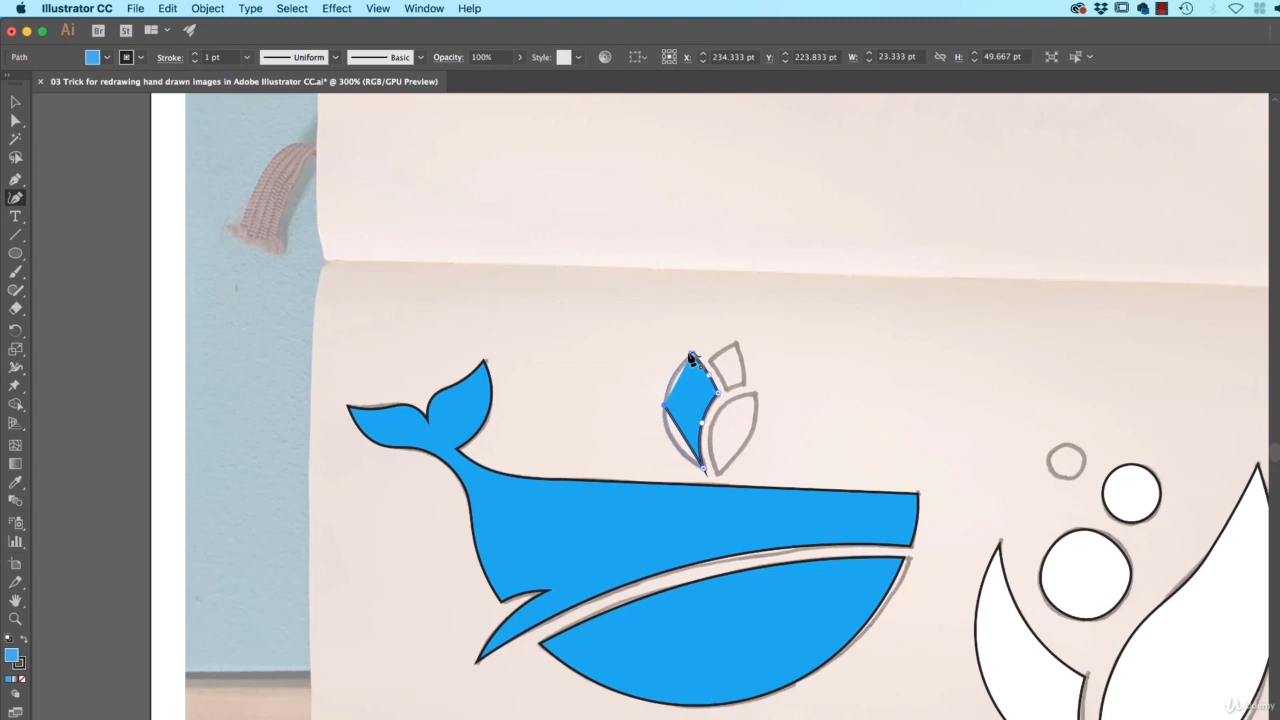 Illustrator CC File Edit Object Type Select Effect View Window Help
Ai Br St
Path Stroke: 1 pt Uniform Basic Opacity: 100% Style: X: 234.333 pt Y: 223.833 pt W: 23.333 pt H: 49.667 pt
× 03 Trick for redrawing hand drawn images in Adobe Illustrator CC.ai* @ 300% (RGB/GPU Preview)
T
Udemy